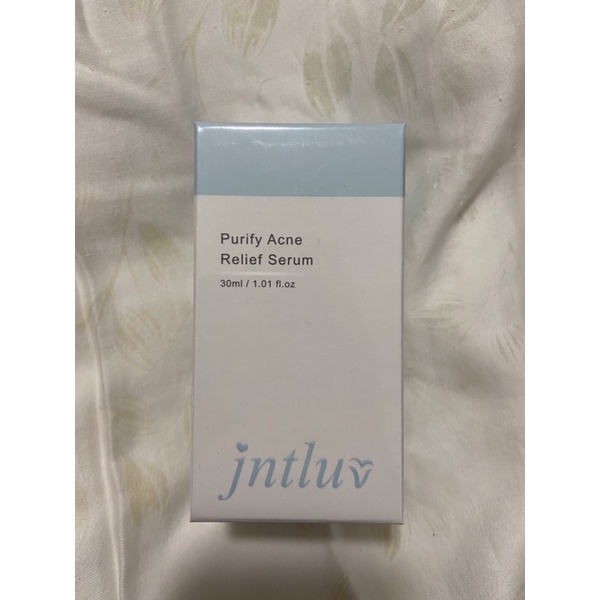 Purify Acne
Relief Serum
30ml / 1.01 fl.oz
jntluv